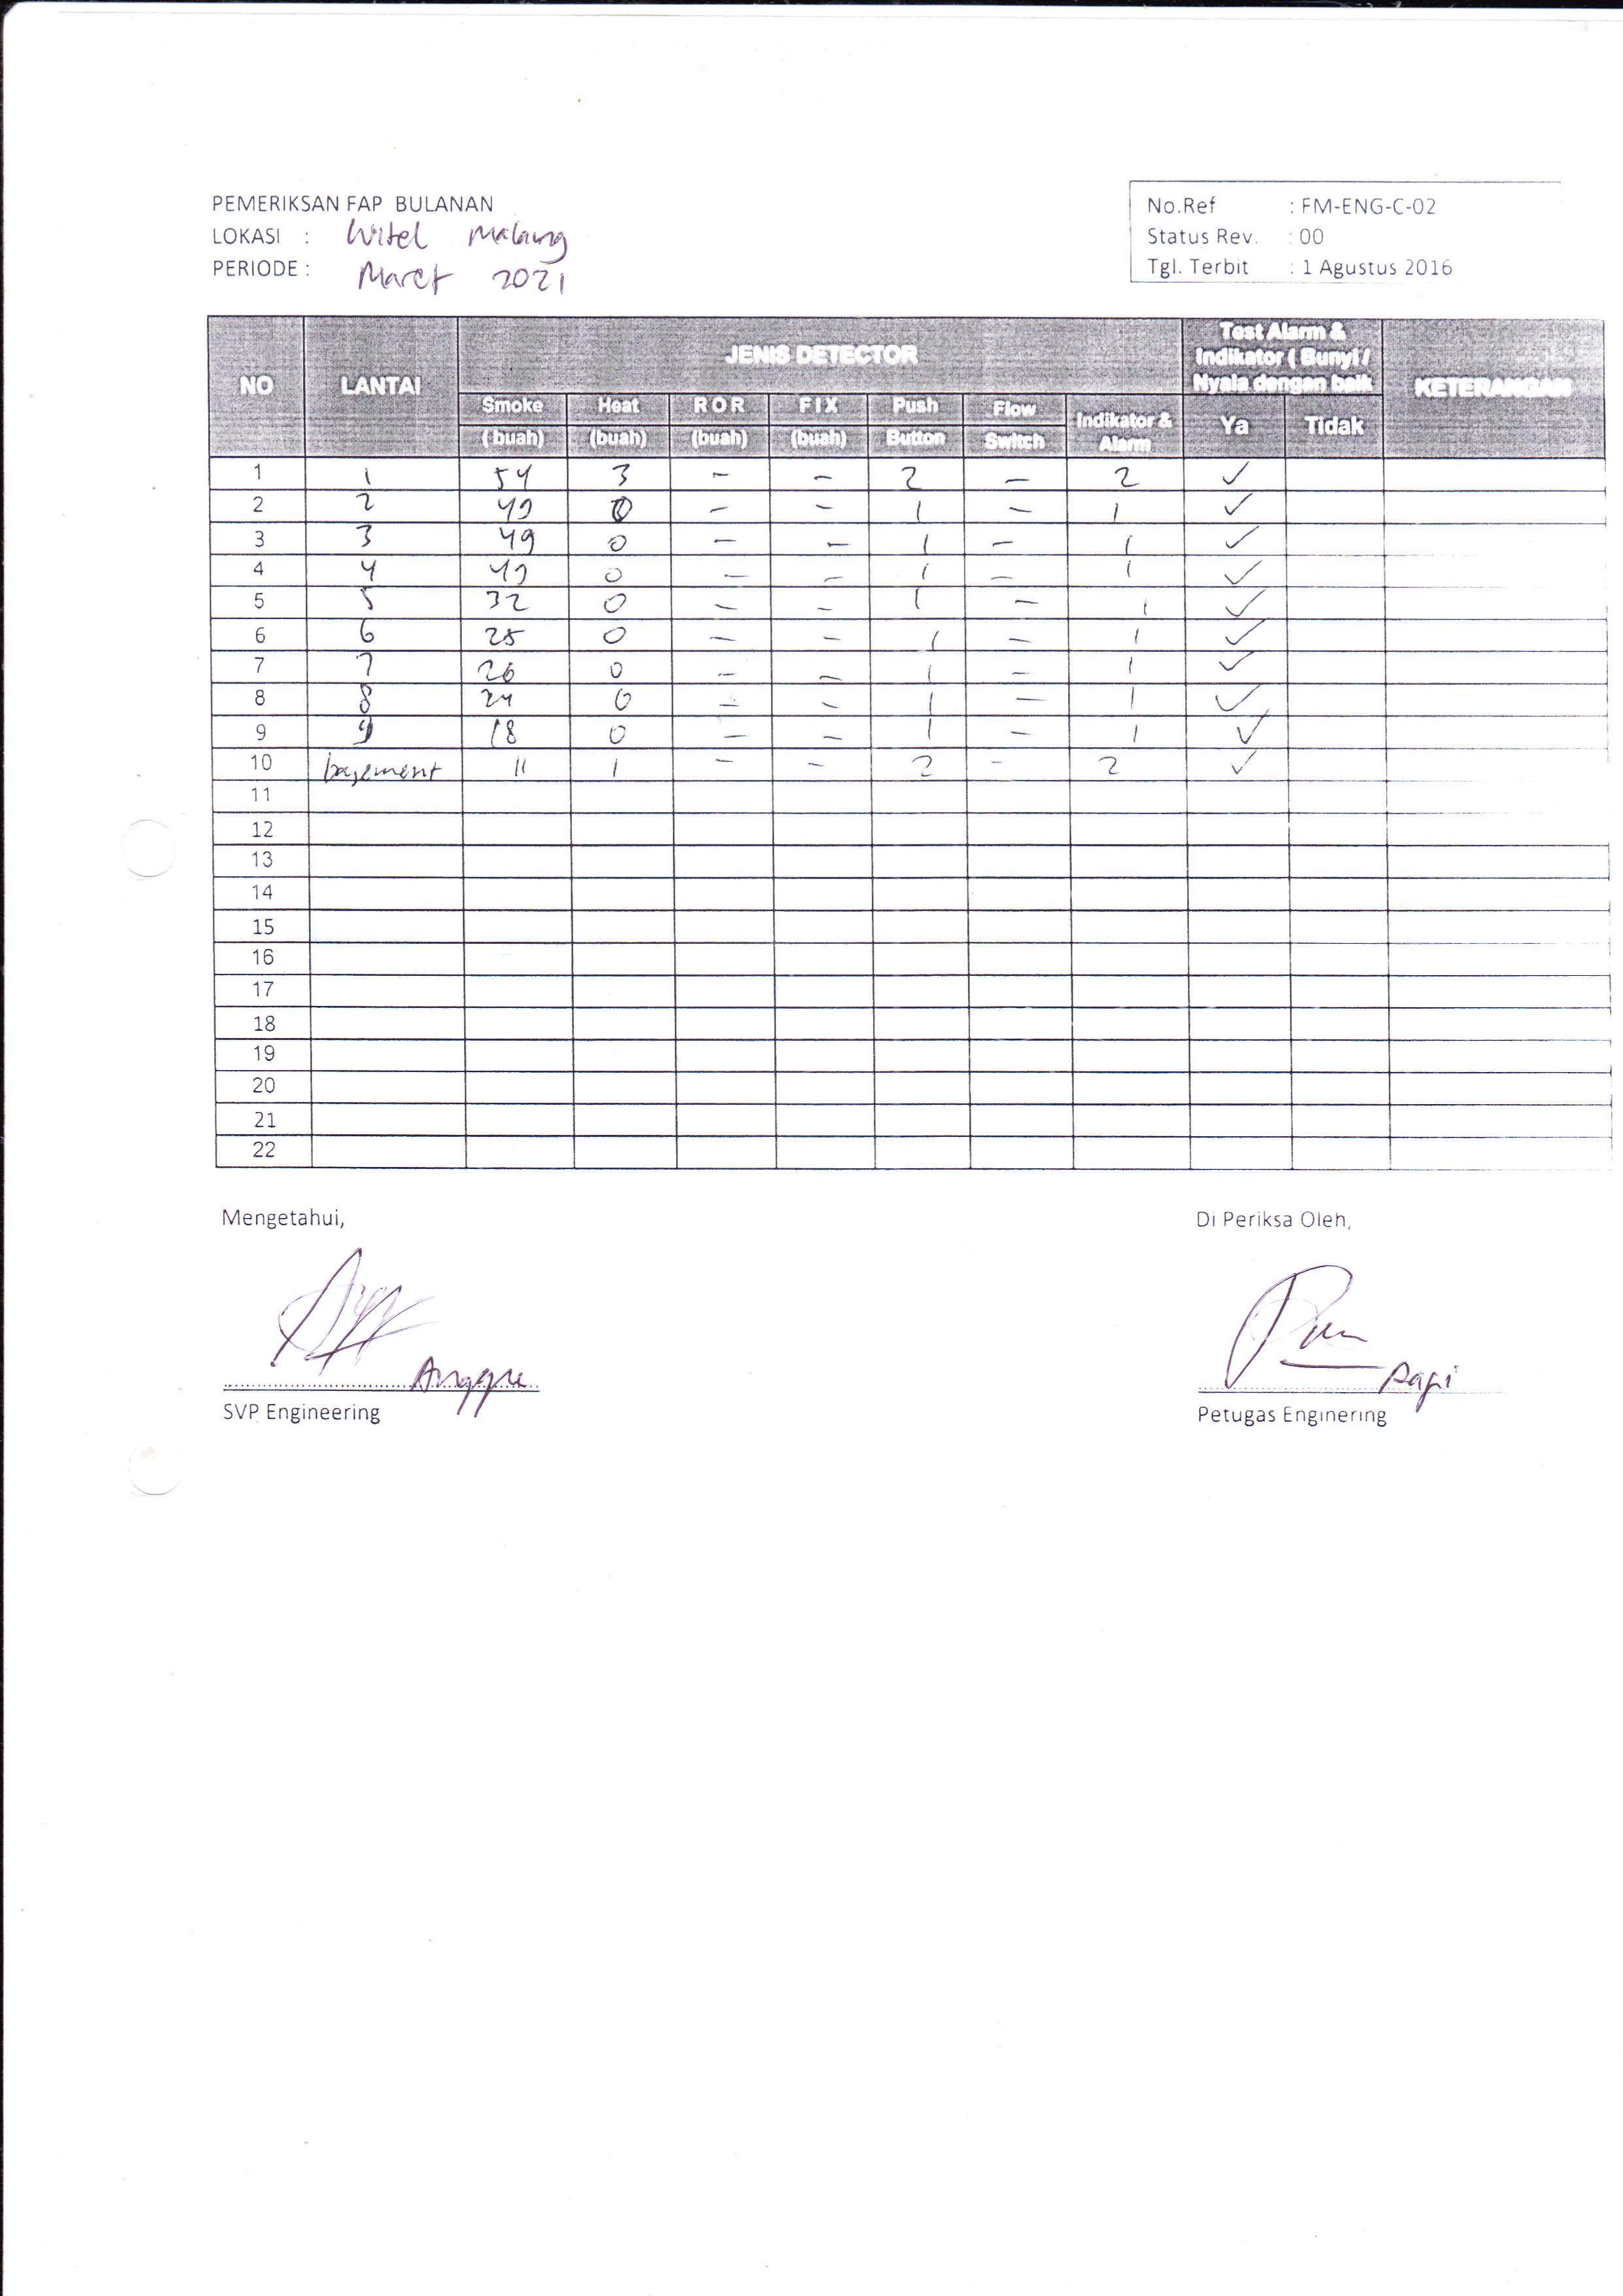 PEMERIKSAN FAP BULANAN
LOKASI : Witel Malang
PERIODE : Maret 2021
No.Ref : FM-ENG-C-02
Status Rev. : 00
Tgl. Terbit : 1 Agustus 2016
NO LANTAI JENIS DETECTOR Test Alarm & Indikator ( Bunyi / Nyala dengan baik KETERANGAN
Smoke Heat R O R F I X Push Flow Indikator & Alarm Ya Tidak
( buah) (buah) (buah) (buah) Button Switch
1 1 54 3 - - 2 - 2 ✓
2 2 49 0 - - 1 - 1 ✓
3 3 49 0 - - 1 - 1 ✓
4 4 49 0 - - 1 - 1 ✓
5 5 32 0 - - 1 - 1 ✓
6 6 25 0 - - 1 - 1 ✓
7 7 26 0 - - 1 - 1 ✓
8 8 24 0 - - 1 - 1 ✓
9 9 18 0 - - 1 - 1 ✓
10 basement 11 1 - - 2 - 2 ✓
11
12
13
14
15
16
17
18
19
20
21
22
Mengetahui, Di Periksa Oleh,
SVP Engineering Petugas Enginering